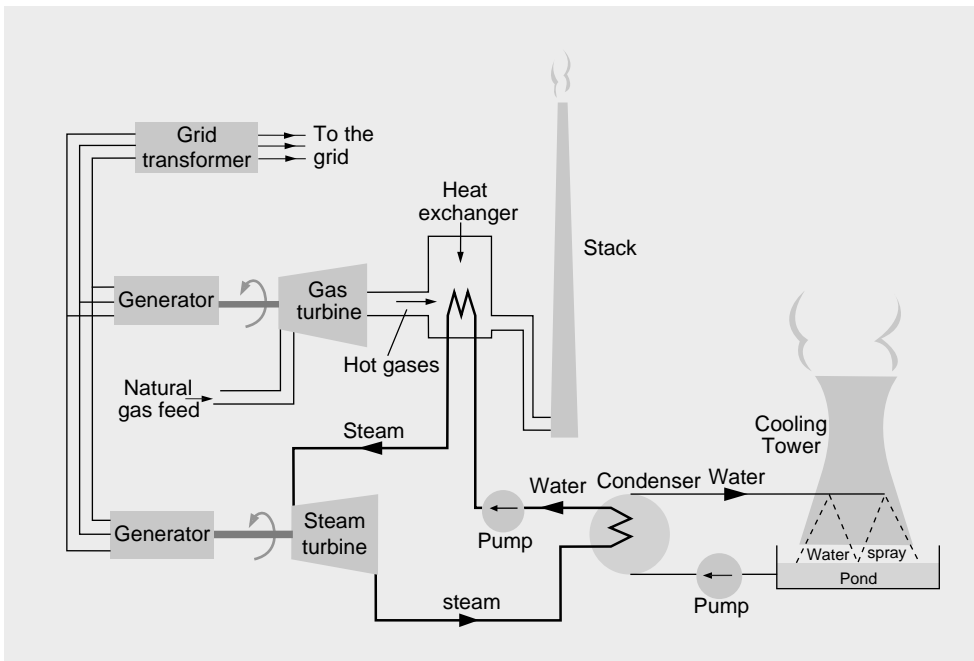 Grid
transformer
To the
grid
Heat
exchanger
Stack
Generator
Gas
turbine
Hot gases
Natural
gas feed
Steam
Cooling
Tower
Water
Condenser
Water
Generator
Steam
turbine
Pump
Water
spray
Pond
steam
Pump